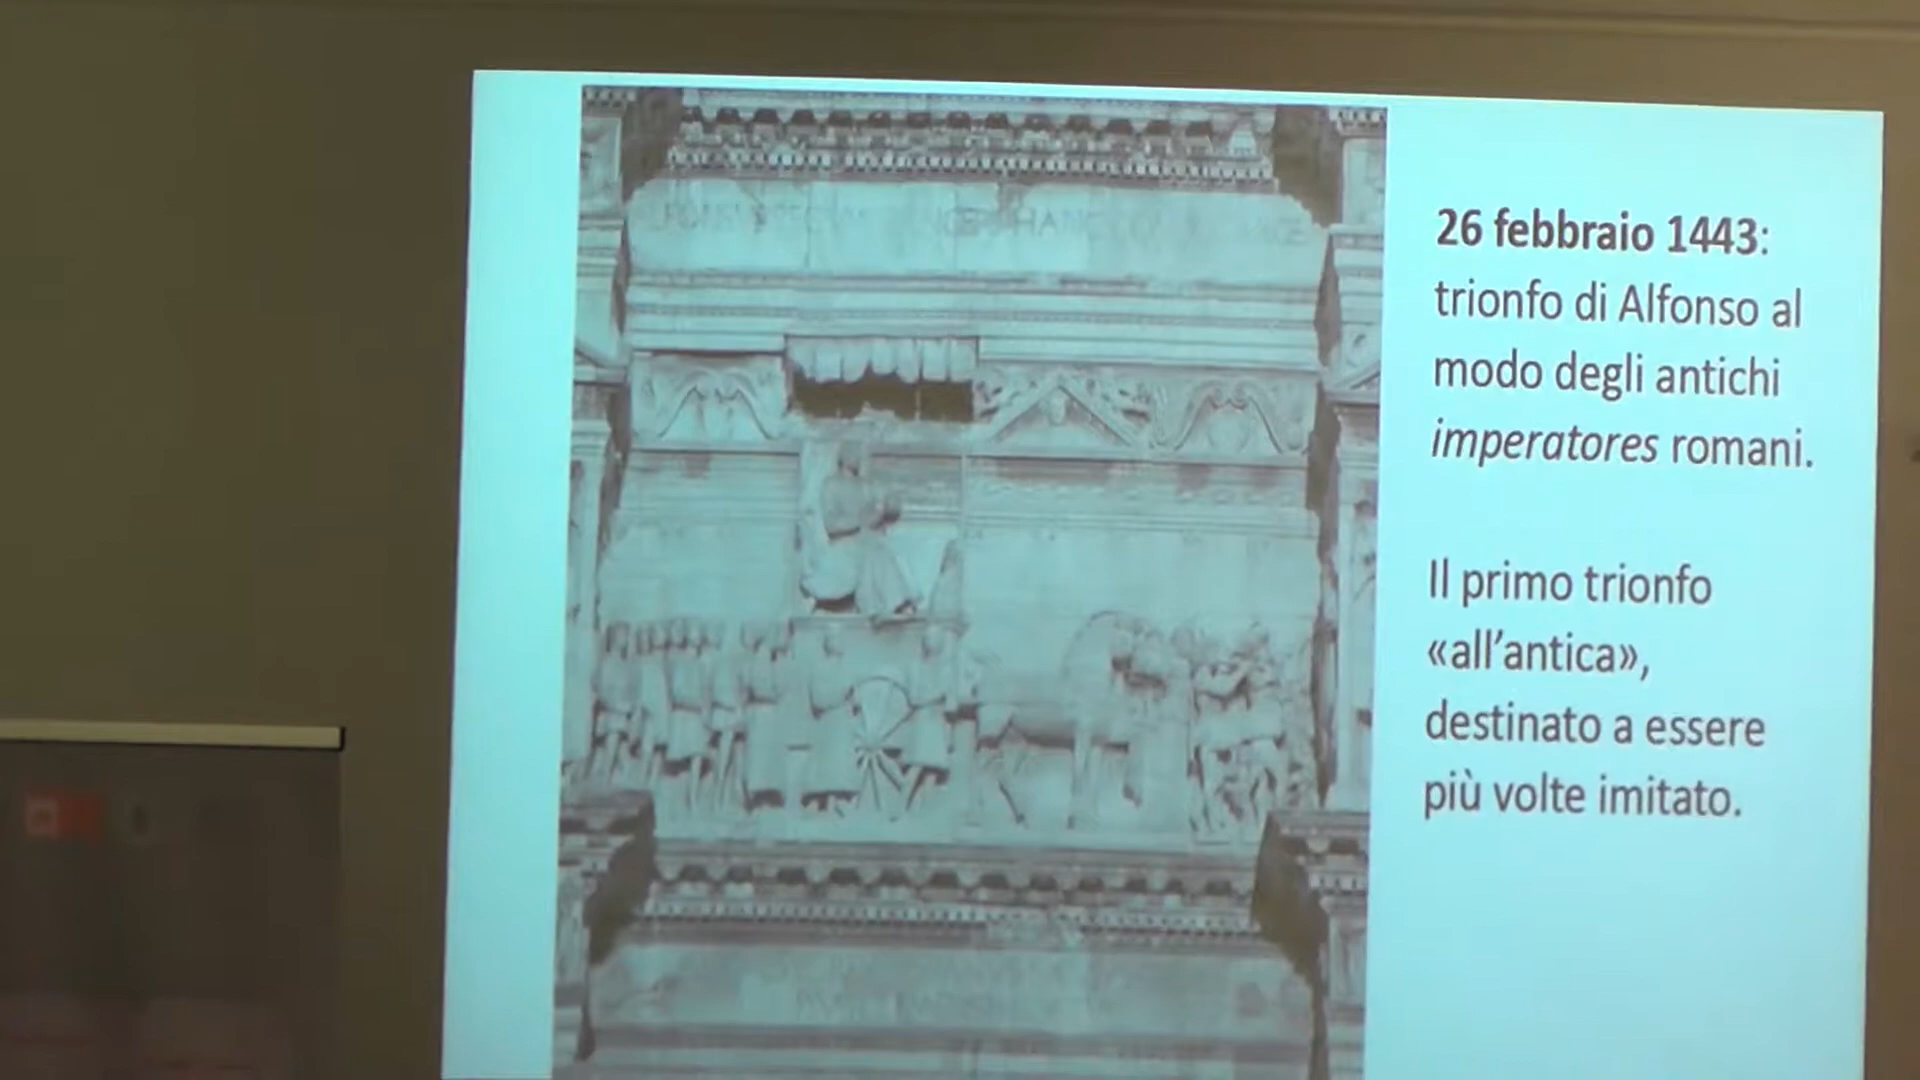 26 febbraio 1443:
trionfo di Alfonso al
modo degli antichi
imperatores romani.
Il primo trionfo
«all’antica»,
destinato a essere
più volte imitato.